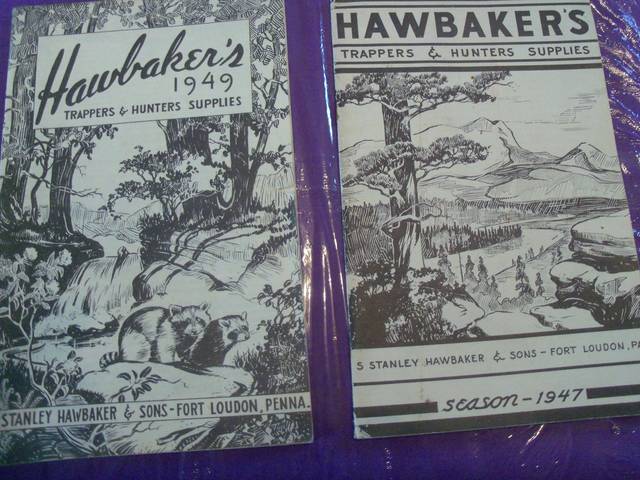 Hawbaker's
1949
TRAPPERS & HUNTERS SUPPLIES
STANLEY HAWBAKER & SONS - FORT LOUDON, PENNA.
HAWBAKER'S
TRAPPERS & HUNTERS SUPPLIES
S STANLEY HAWBAKER & SONS - FORT LOUDON, PA
SEASON - 1947